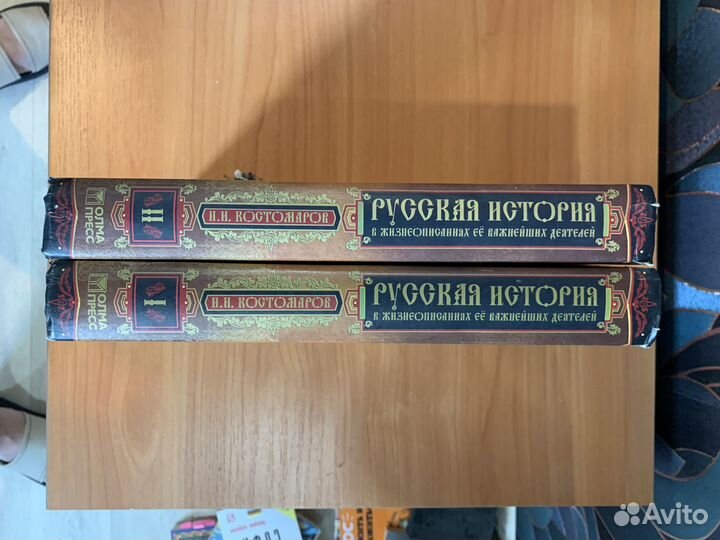 ОЛМА
ПРЕСС
II
Н.И. КОСТОМАРОВ
РУССКАЯ ИСТОРИЯ
В ЖИЗНЕОПИСАНИЯХ ЕЁ ВАЖНЕЙШИХ ДЕЯТЕЛЕЙ
ОЛМА
ПРЕСС
I
Н.И. КОСТОМАРОВ
РУССКАЯ ИСТОРИЯ
В ЖИЗНЕОПИСАНИЯХ ЕЁ ВАЖНЕЙШИХ ДЕЯТЕЛЕЙ
Avito